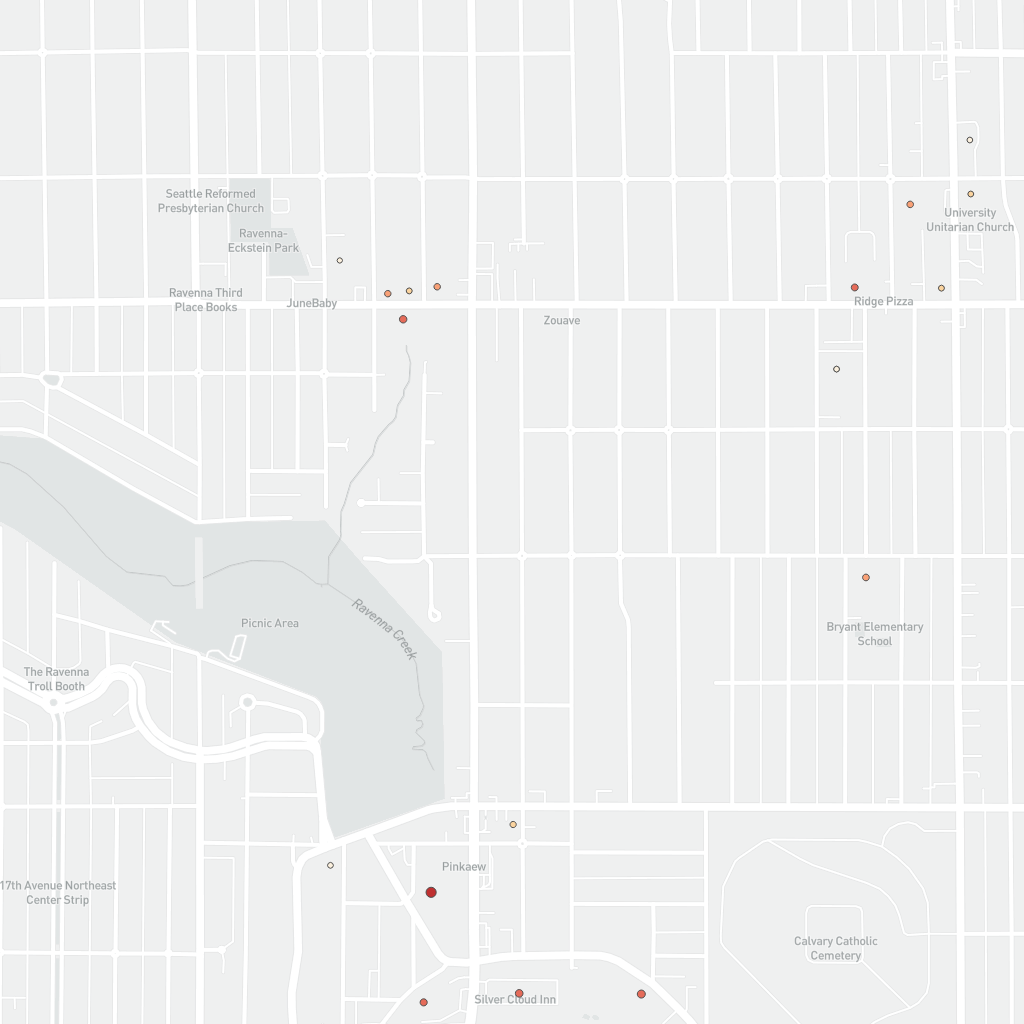 Seattle Reformed
Presbyterian Church
University
Unitarian Church
Ravenna-
Eckstein Park
Ravenna Third
Place Books
JuneBaby
Ridge Pizza
Zouave
Ravenna Creek
Picnic Area
Bryant Elementary
School
The Ravenna
Troll Booth
Pinkaew
17th Avenue Northeast
Center Strip
Calvary Catholic
Cemetery
Silver Cloud Inn